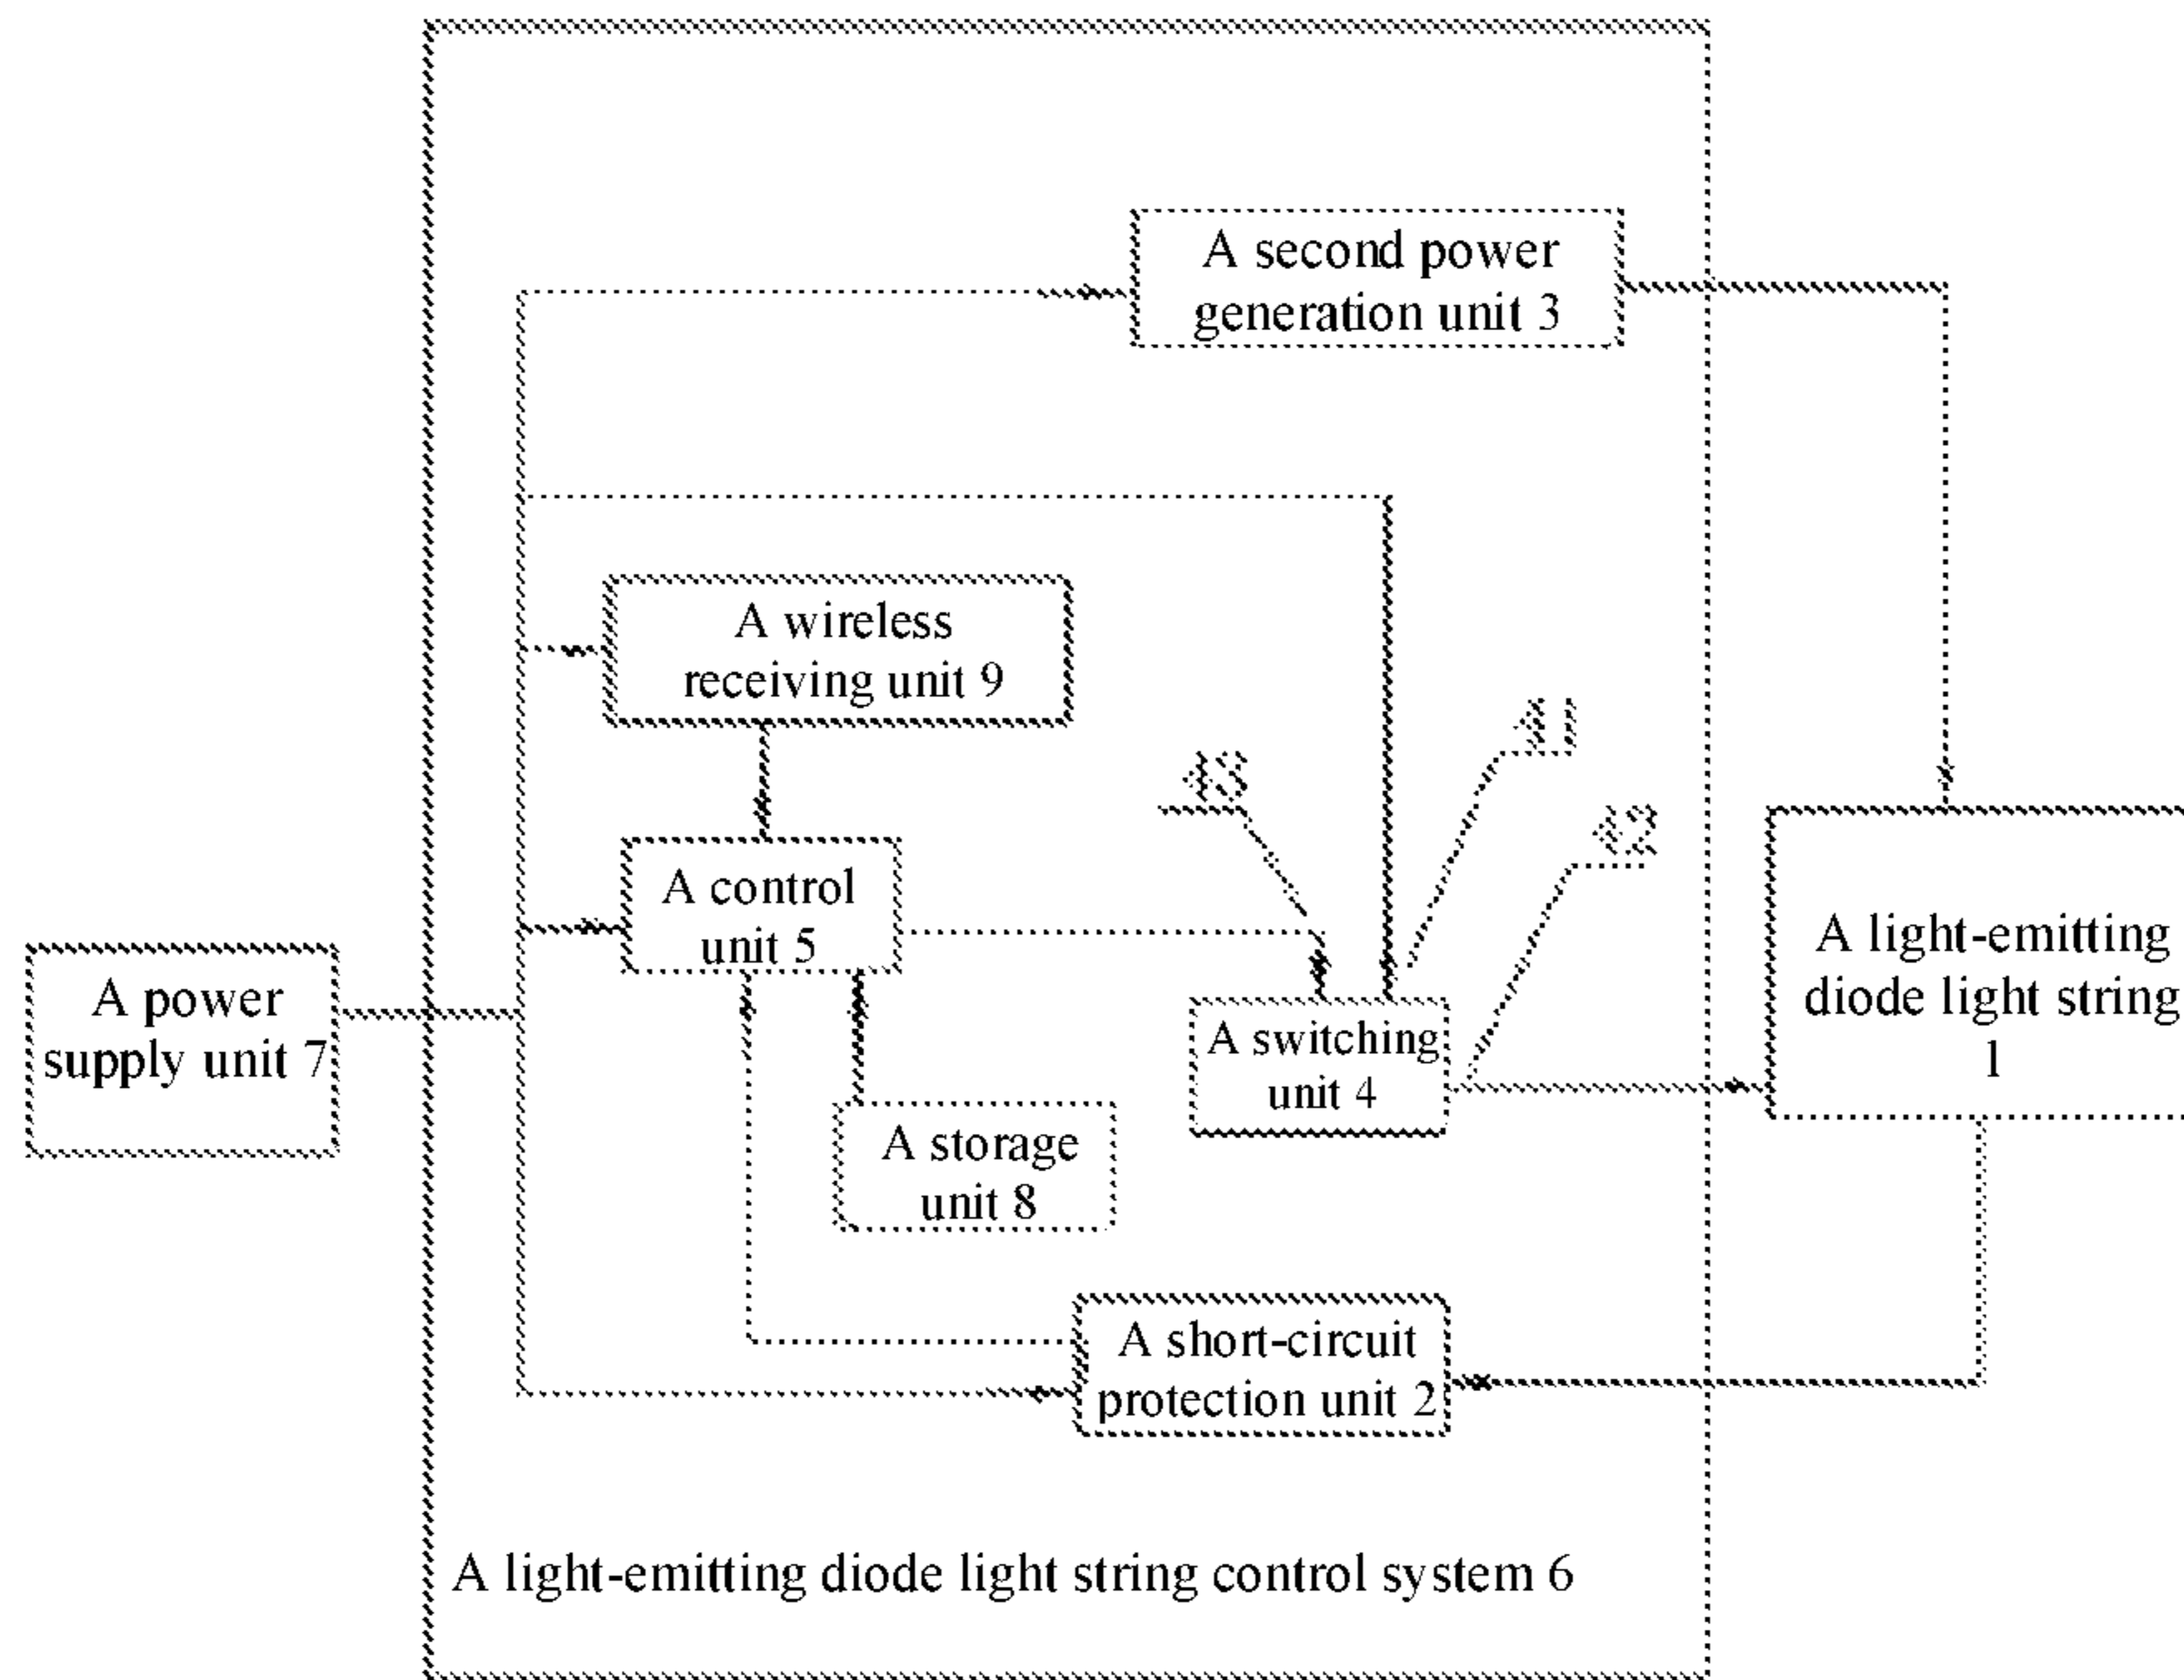 A second power
generation unit 3
A wireless
receiving unit 9
41
43
42
A control
unit 5
A light-emitting
diode light string
1
A power
supply unit 7
A switching
unit 4
A storage
unit 8
A short-circuit
protection unit 2
A light-emitting diode light string control system 6